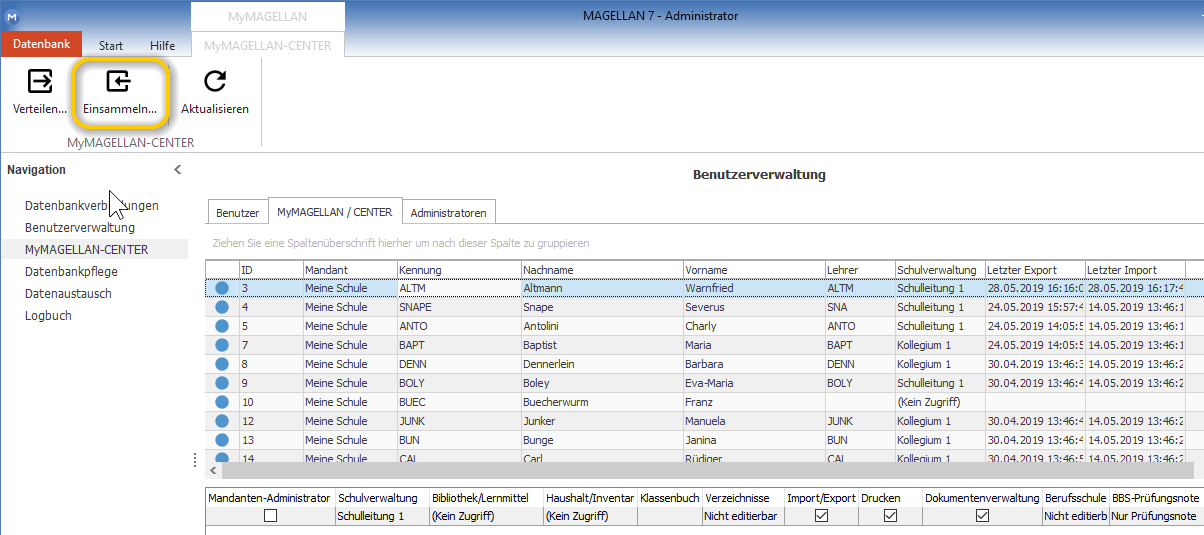 MyMAGELLAN
MAGELLAN 7 - Administrator
Datenbank Start Hilfe MyMAGELLAN-CENTER
Verteilen... Einsammeln... Aktualisieren
MyMAGELLAN-CENTER
Navigation
Datenbankverbindungen
Benutzerverwaltung
MyMAGELLAN-CENTER
Datenbankpflege
Datenaustausch
Logbuch
Benutzerverwaltung
Benutzer MyMAGELLAN / CENTER Administratoren
Ziehen Sie eine Spaltenüberschrift hierher um nach dieser Spalte zu gruppieren
ID Mandant Kennung Nachname Vorname Lehrer Schulverwaltung Letzter Export Letzter Import
3 Meine Schule ALTM Altmann Warnfried ALTM Schulleitung 1 28.05.2019 16:16:0 28.05.2019 16:17:4
4 Meine Schule SNAPE Snape Severus SNA Schulleitung 1 24.05.2019 15:57:4 14.05.2019 13:46:1
5 Meine Schule ANTO Antolini Charly ANTO Schulleitung 1 24.05.2019 14:05:5 14.05.2019 13:46:1
7 Meine Schule BAPT Baptist Maria BAPT Kollegium 1 24.05.2019 14:05:5 14.05.2019 13:46:1
8 Meine Schule DENN Dennerlein Barbara DENN Kollegium 1 30.04.2019 13:46:3 14.05.2019 13:46:2
9 Meine Schule BOLY Boley Eva-Maria BOLY Schulleitung 1 30.04.2019 13:46:4 14.05.2019 13:46:2
10 Meine Schule BUEC Buecherwurm Franz (Kein Zugriff)
12 Meine Schule JUNK Junker Manuela JUNK Kollegium 1 30.04.2019 13:46:4 14.05.2019 13:46:2
13 Meine Schule BUN Bunge Janina BUN Kollegium 1 30.04.2019 13:46:4 14.05.2019 13:46:2
14 Meine Schule CAL Carl Rüdiger CAL Kollegium 1 30.04.2019 13:46:5 14.05.2019 13:46:2
Mandanten-Administrator Schulverwaltung Bibliothek/Lernmittel Haushalt/Inventar Klassenbuch Verzeichnisse Import/Export Drucken Dokumentenverwaltung Berufsschule BBS-Prüfungsnote
Schulleitung 1 (Kein Zugriff) (Kein Zugriff) Nicht editierbar Nicht editierb Nur Prüfungsnote